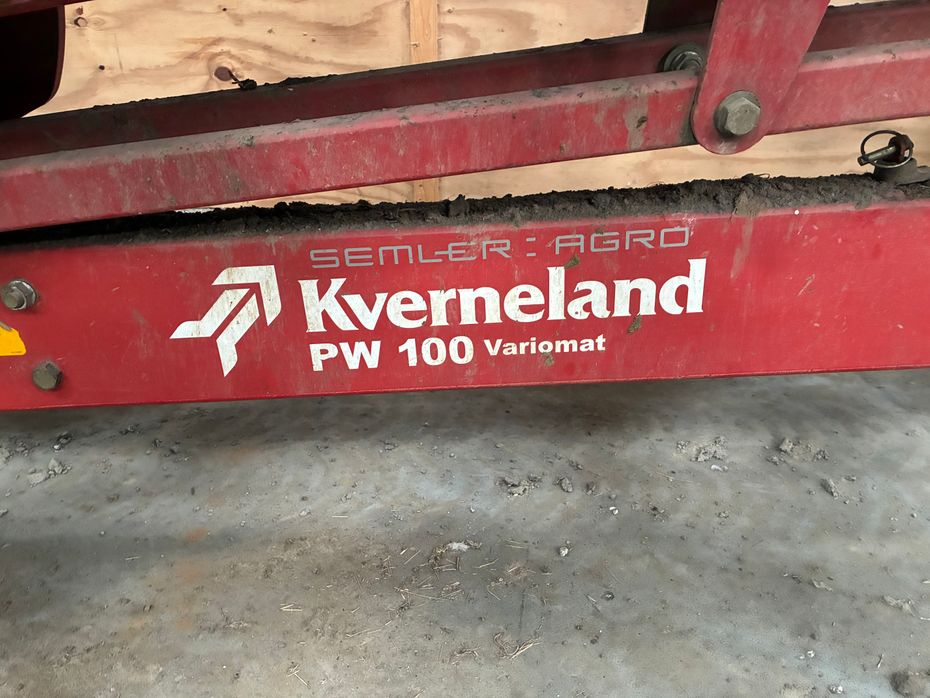 SEMLER : AGRO
Kverneland
PW 100 Variomat